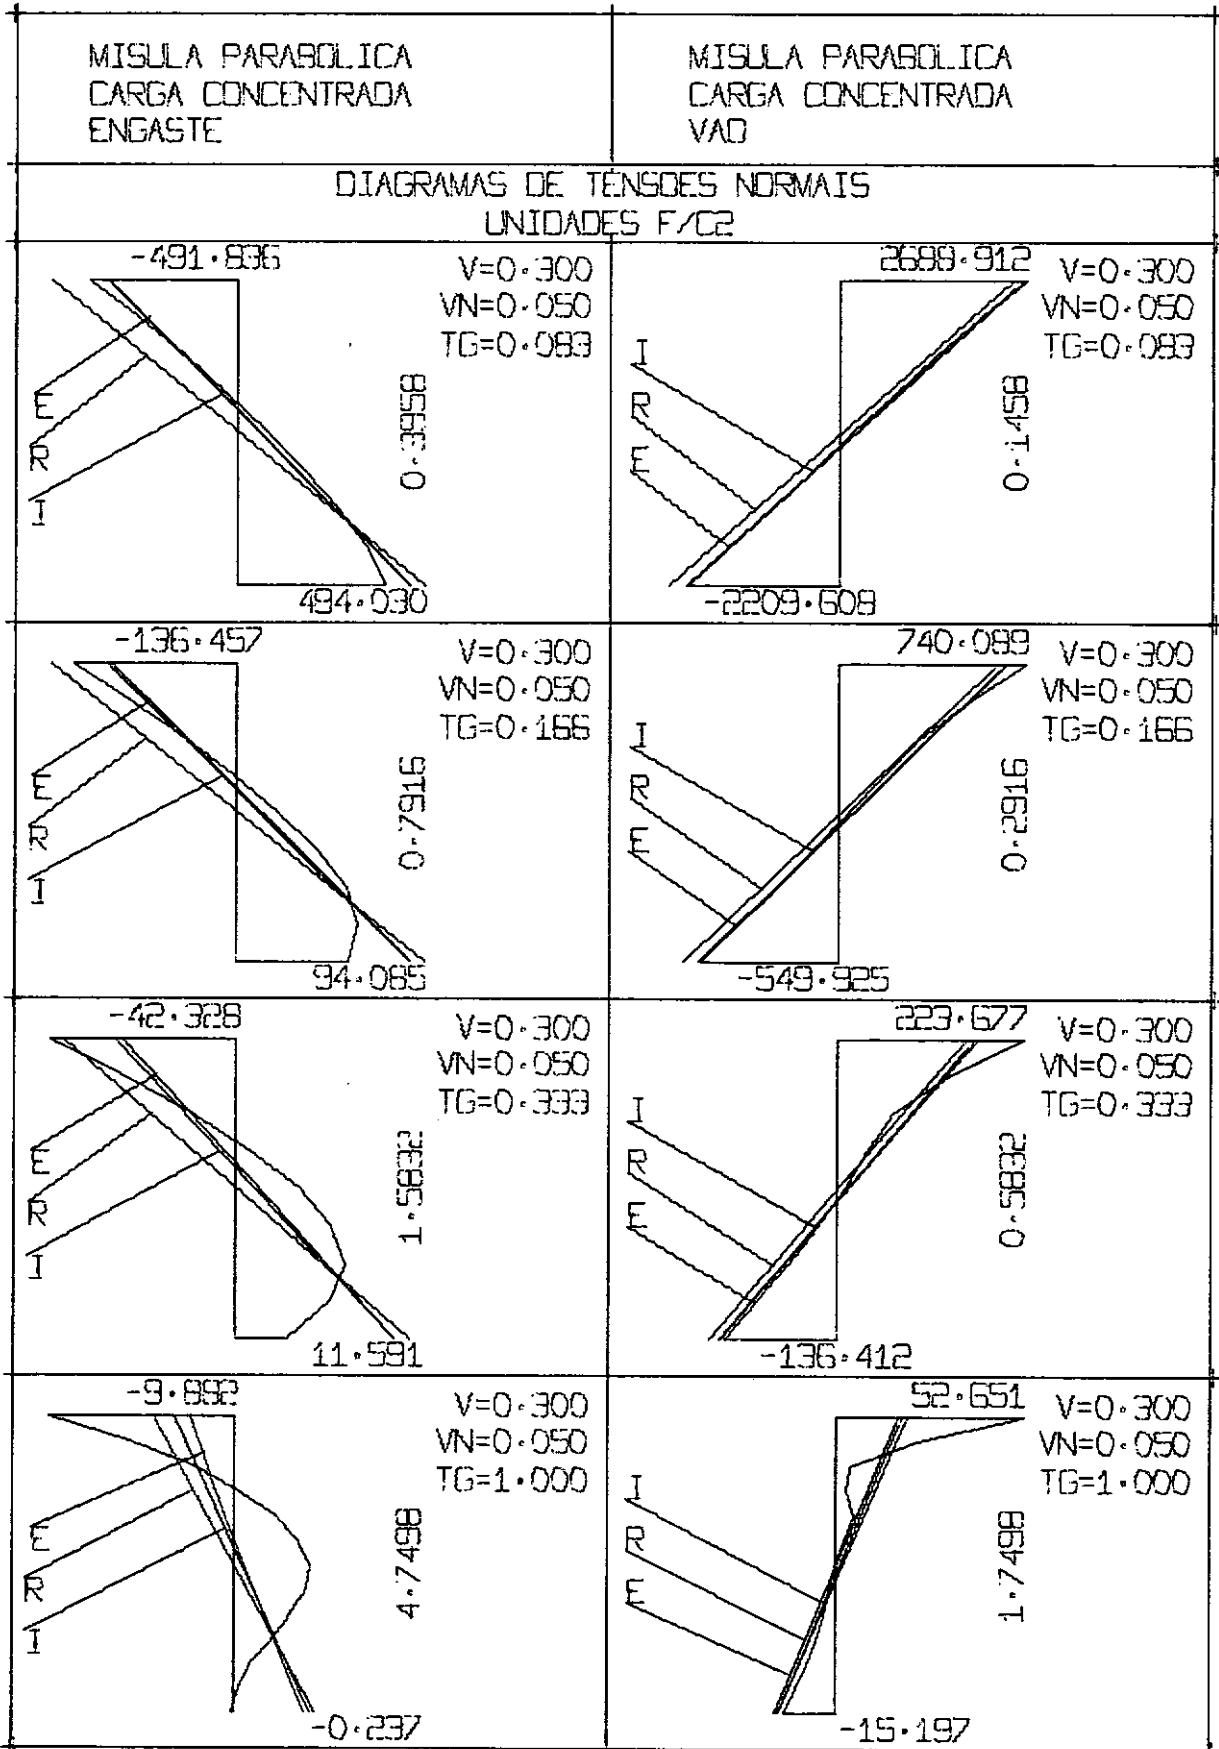 MISULA PARABOLICA
CARGA CONCENTRADA
ENGASTE
MISULA PARABOLICA
CARGA CONCENTRADA
VAO
DIAGRAMAS DE TENSOES NORMAIS
UNIDADES F/C2
-491.836
V=0.300
VN=0.050
TG=0.083
E
R
I
0.3958
494.030
2688.912
V=0.300
VN=0.050
TG=0.083
I
R
E
0.1458
-2209.608
-136.457
V=0.300
VN=0.050
TG=0.166
E
R
I
0.7916
94.085
740.089
V=0.300
VN=0.050
TG=0.166
I
R
E
0.2916
-549.925
-42.328
V=0.300
VN=0.050
TG=0.333
E
R
I
1.5832
11.591
223.677
V=0.300
VN=0.050
TG=0.333
I
R
E
0.5832
-136.412
-9.892
V=0.300
VN=0.050
TG=1.000
E
R
I
4.7498
-0.237
52.651
V=0.300
VN=0.050
TG=1.000
I
R
E
1.7498
-15.197